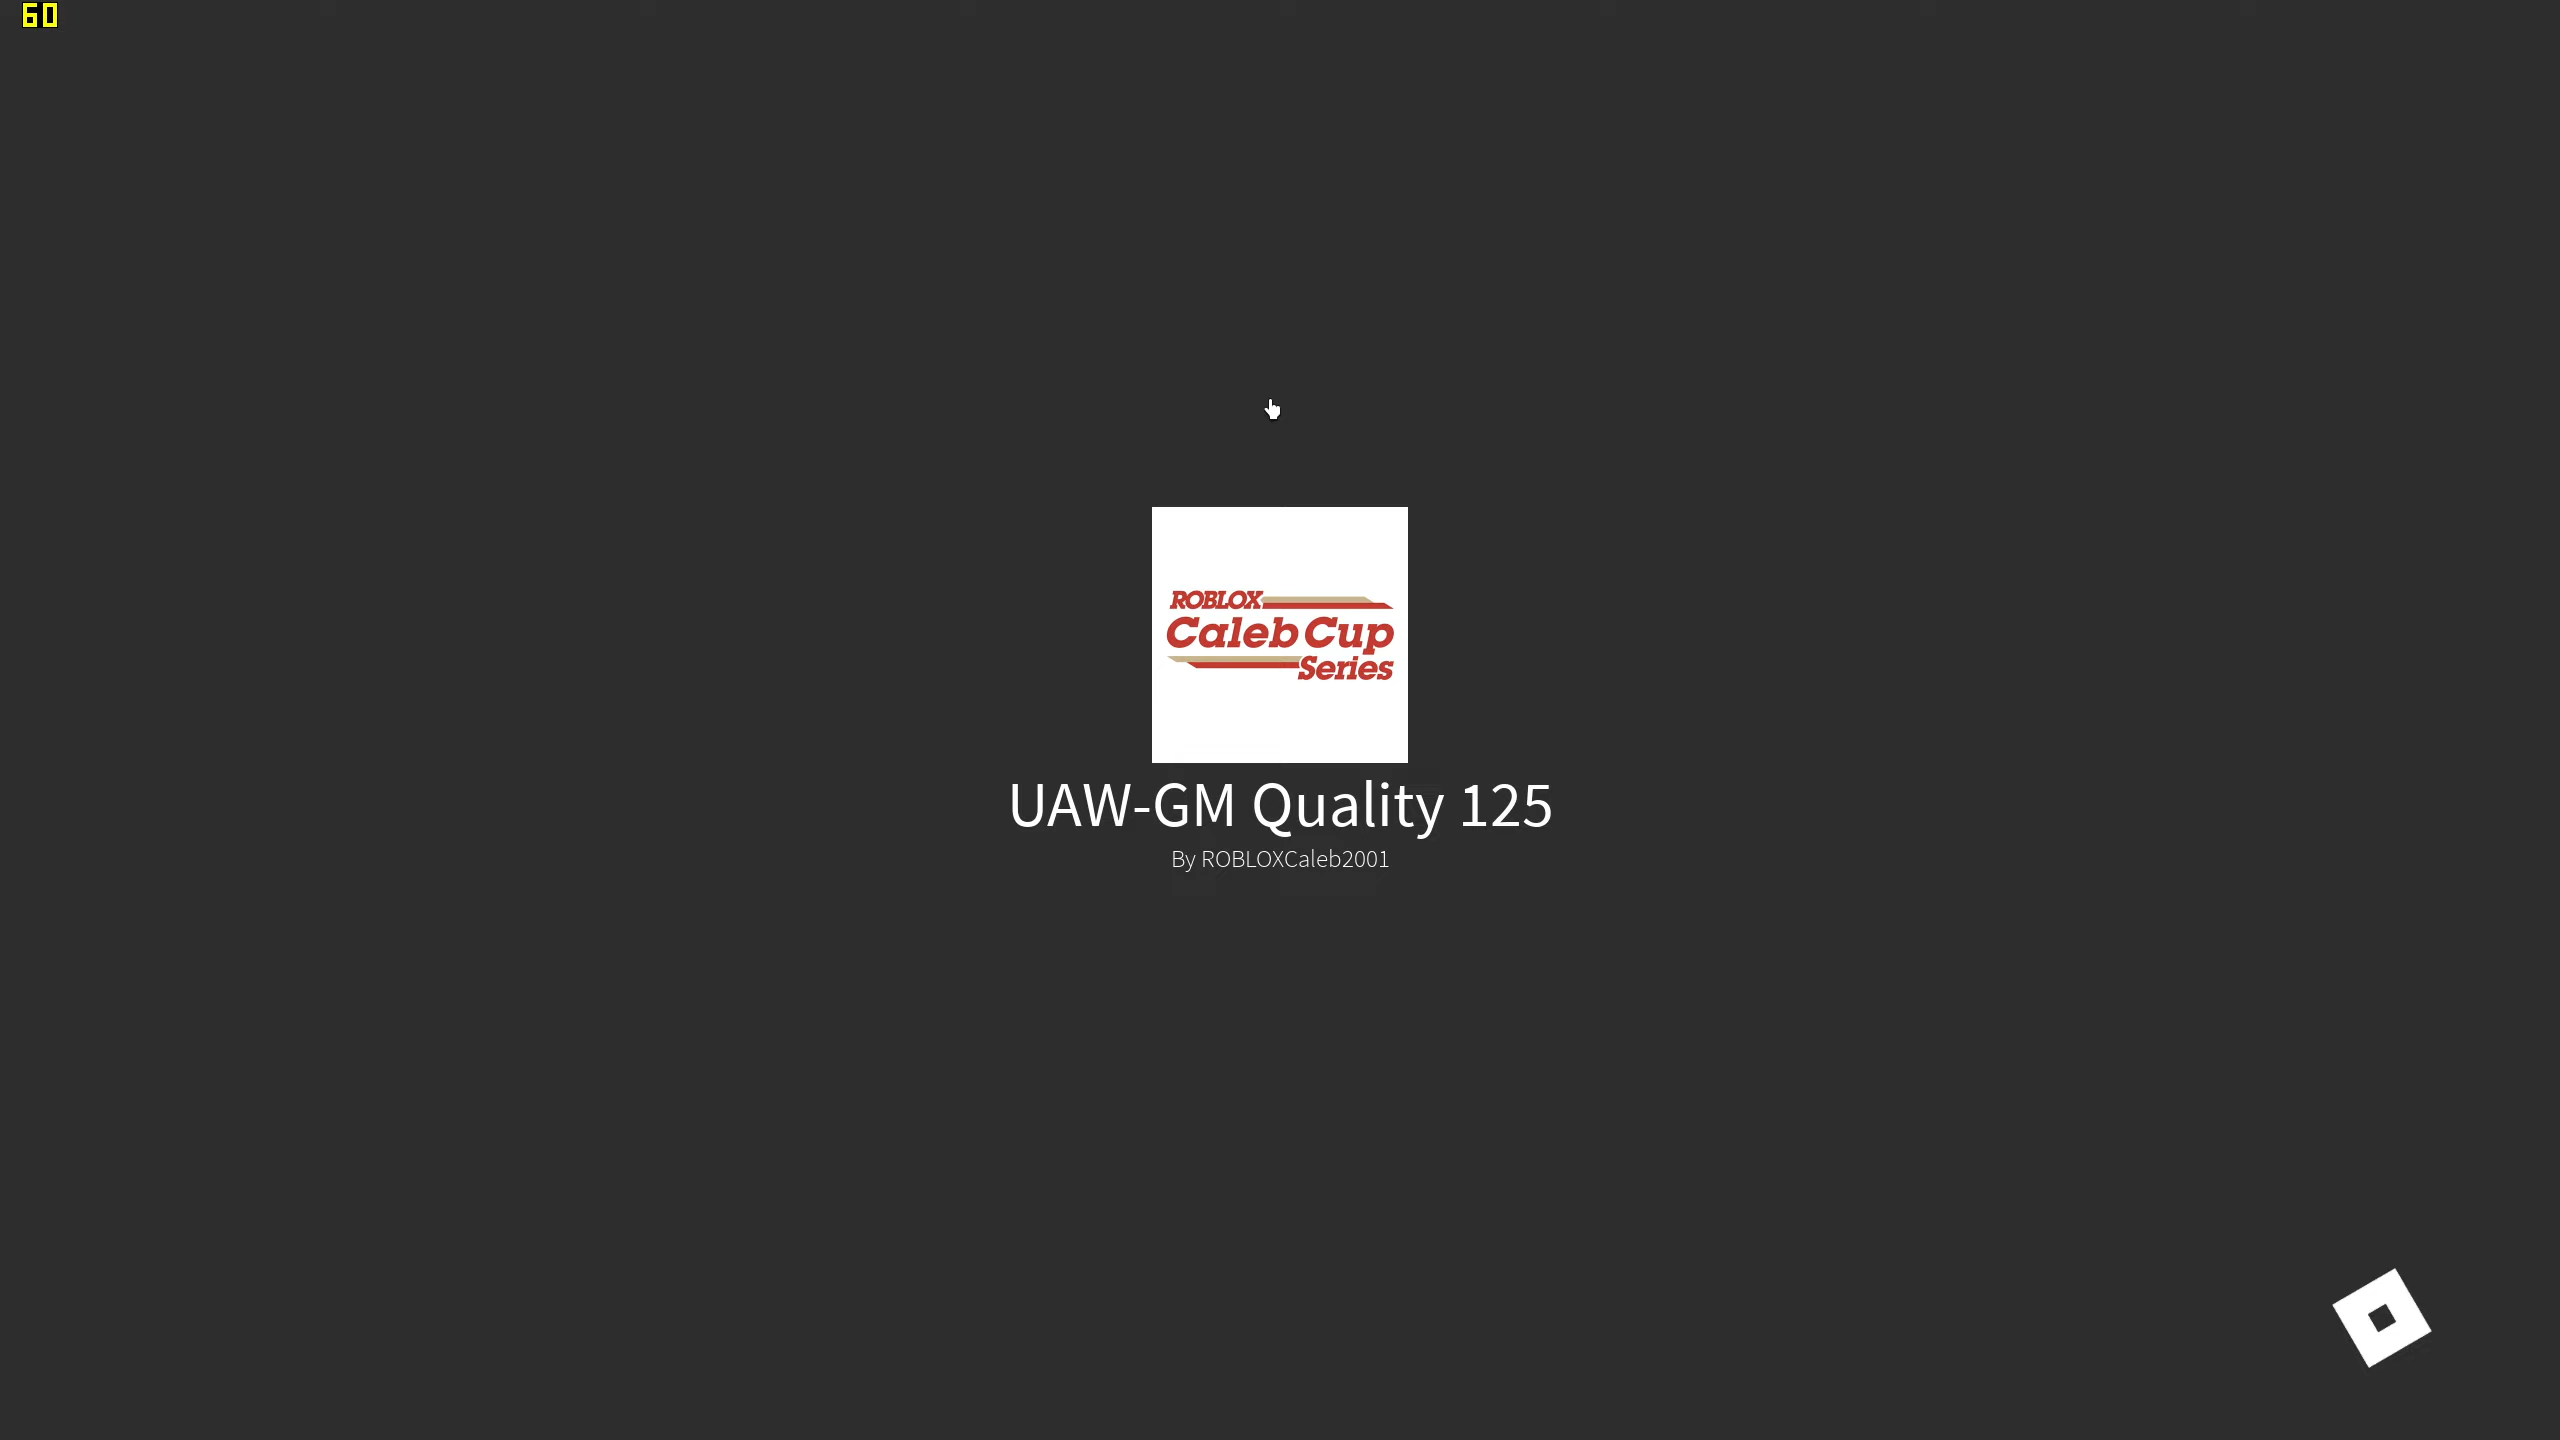 60
ROBLOX
Caleb Cup
Series
UAW-GM Quality 125
By ROBLOXCaleb2001